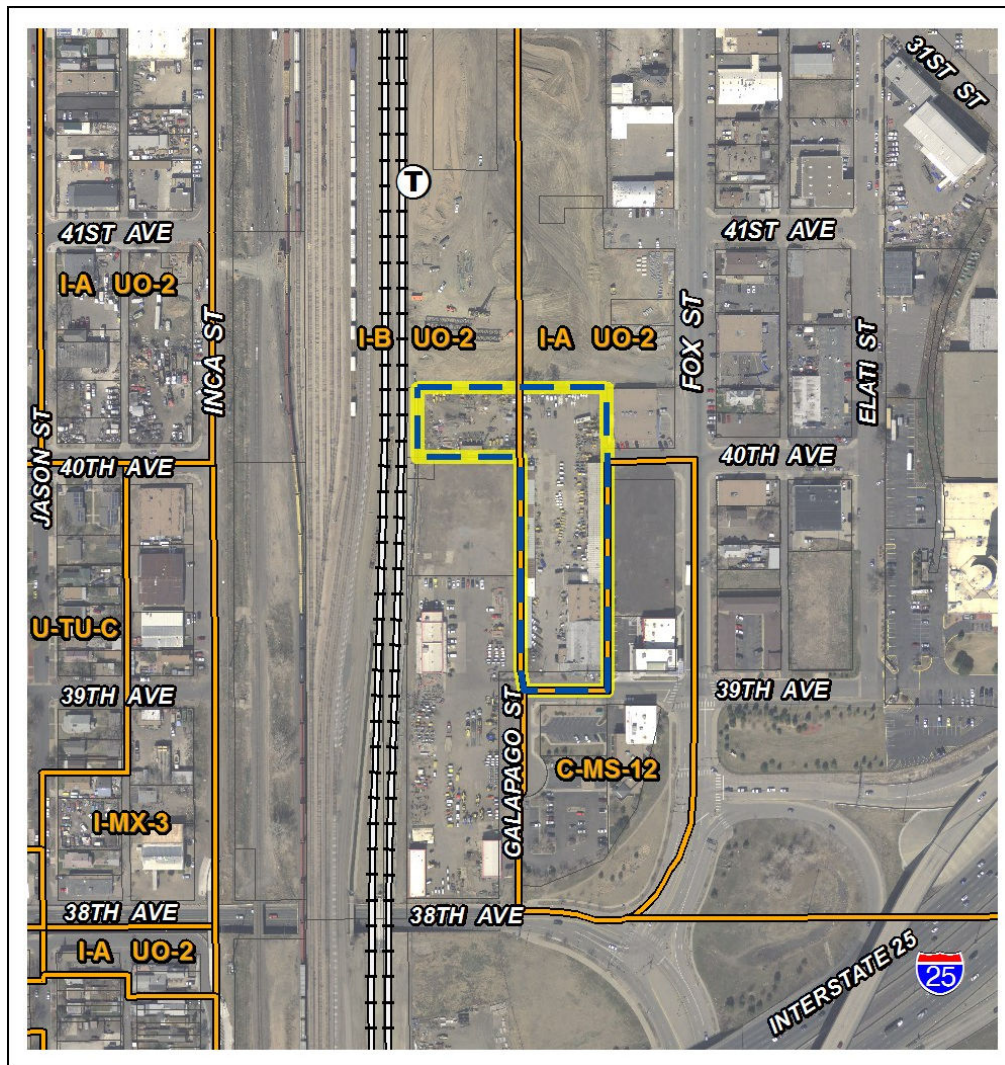 31ST ST
T
41ST AVE
41ST AVE
I-A UO-2
INCA ST
I-B UO-2
I-A UO-2
FOX ST
ELATI ST
JASON ST
40TH AVE
40TH AVE
U-TU-C
39TH AVE
39TH AVE
GALAPAGO ST
C-MS-12
I-MX-3
38TH AVE
38TH AVE
I-A UO-2
INTERSTATE 25
25